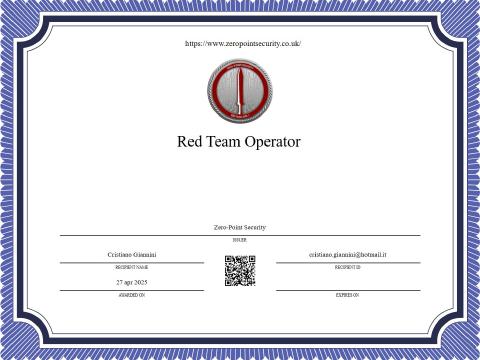 https://www.zeropointsecurity.co.uk/
Red Team Operator
Zero-Point Security
ISSUER
Cristiano Giannini
cristiano.giannini@hotmail.it
RECIPIENT NAME
RECIPIENT ID
27 apr 2025
AWARDED ON
EXPIRES ON